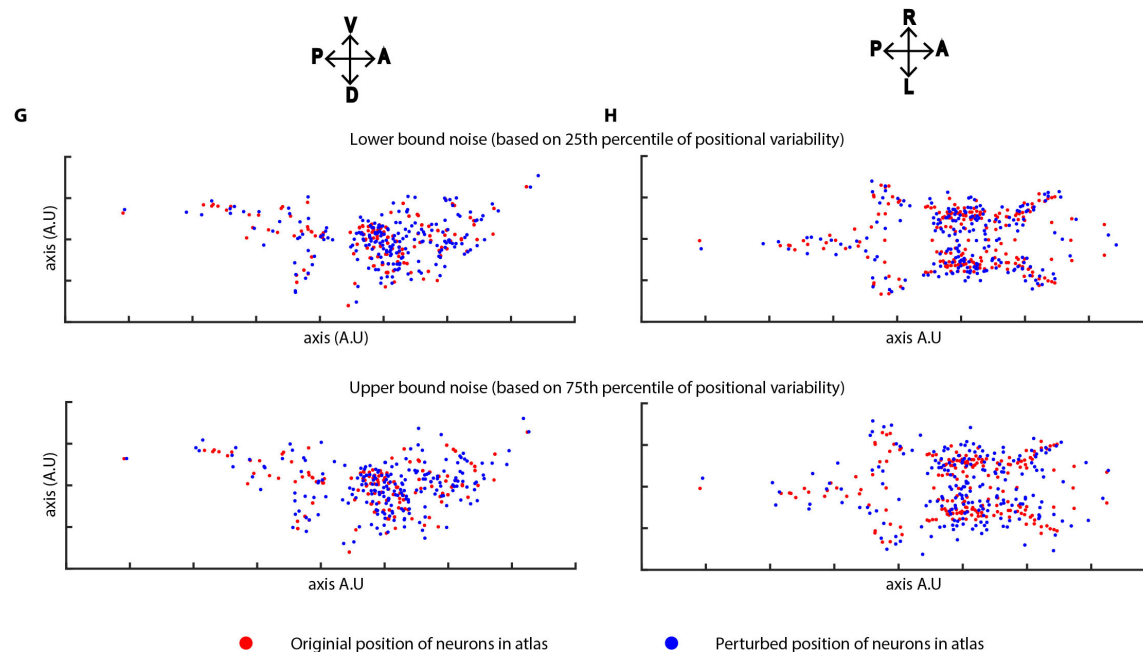 V
P A
D
R
P A
L
G
H
Lower bound noise (based on 25th percentile of positional variability)
axis (A.U)
axis (A.U)
axis A.U
Upper bound noise (based on 75th percentile of positional variability)
axis (A.U)
axis A.U
axis A.U
Originial position of neurons in atlas
Perturbed position of neurons in atlas